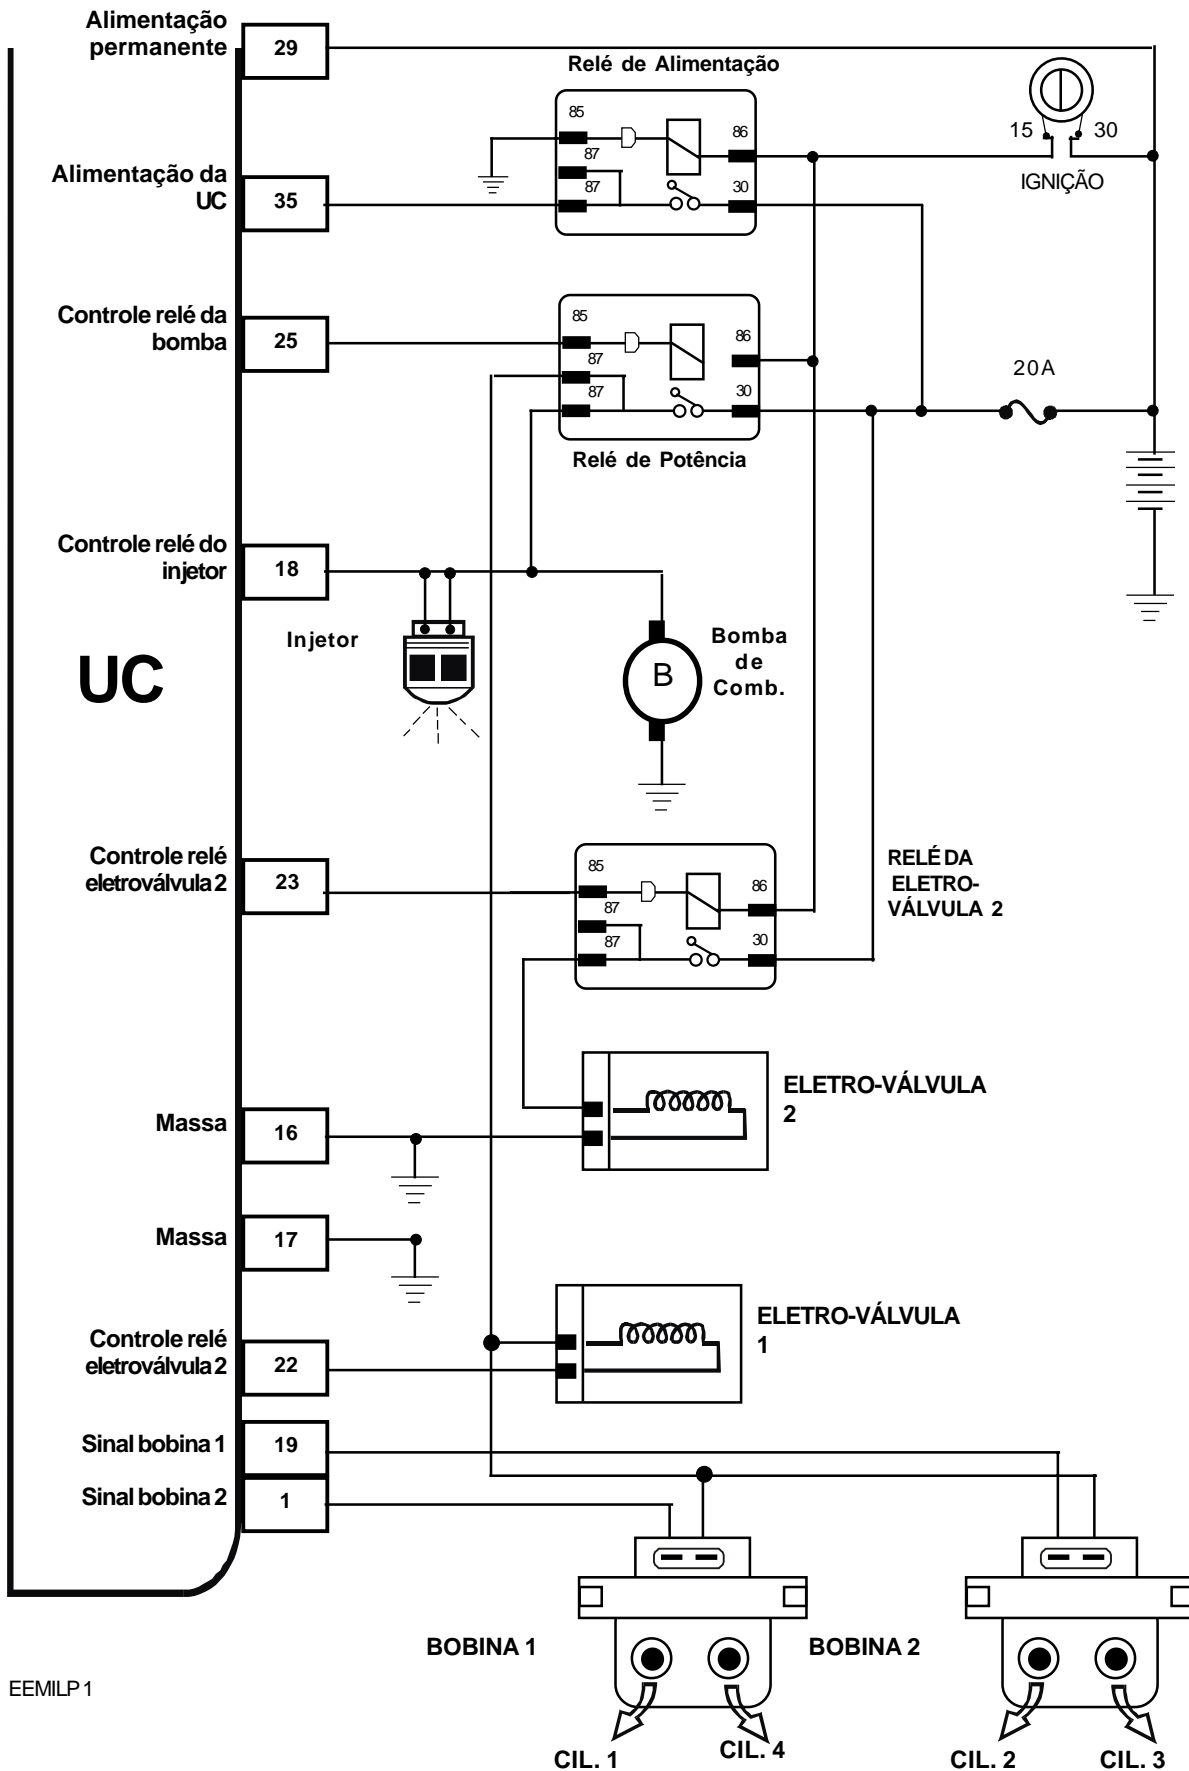 Alimentação
permanente
29
Relé de Alimentação
85
86
87
87
30
15
30
IGNIÇÃO
Alimentação da
UC
35
Controle relé da
bomba
25
85
86
87
87
30
20A
Relé de Potência
Controle relé do
injetor
18
Injetor
B
Bomba
de
Comb.
UC
Controle relé
eletroválvula 2
23
85
86
87
87
30
RELÉ DA
ELETRO-
VÁLVULA 2
ELETRO-VÁLVULA
2
Massa
16
Massa
17
ELETRO-VÁLVULA
1
Controle relé
eletroválvula 2
22
Sinal bobina 1
19
Sinal bobina 2
1
BOBINA 1
BOBINA 2
CIL. 1
CIL. 4
CIL. 2
CIL. 3
EEMILP 1